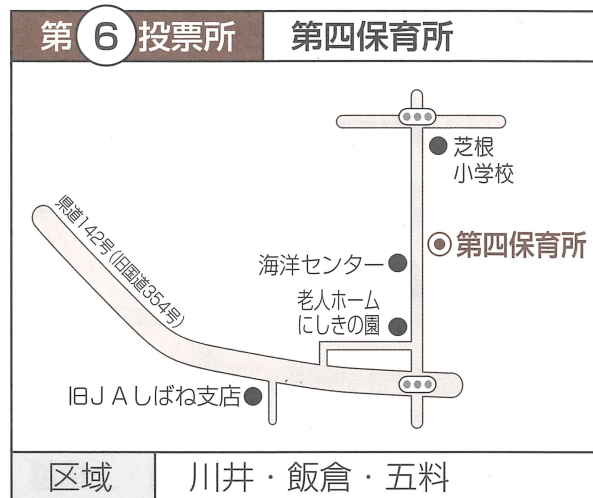 第6投票所
第四保育所
芝根
小学校
県道142号(旧国道354号)
第四保育所
海洋センター
老人ホーム
にしきの園
旧JAしばね支店
区域
川井・飯倉・五料